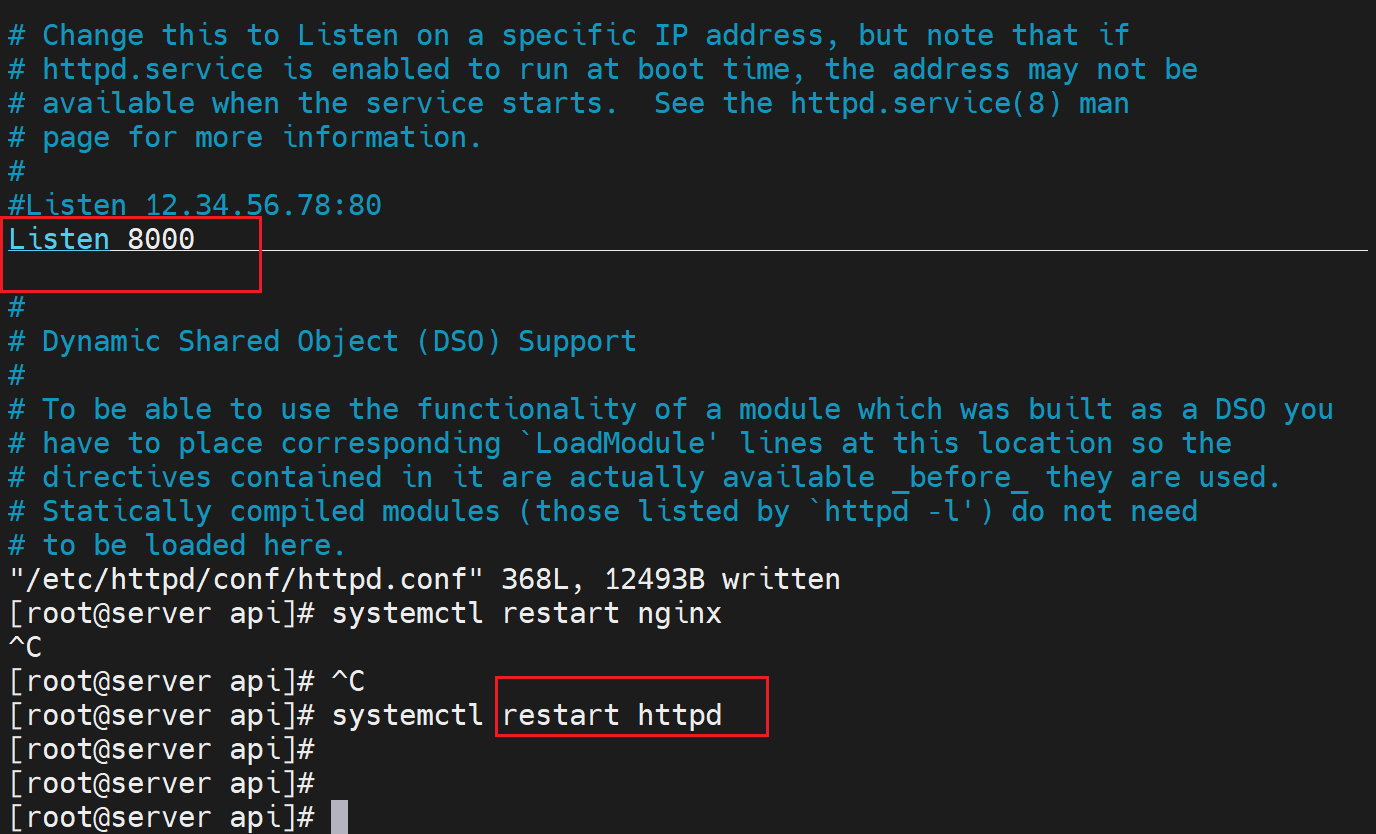 # Change this to Listen on a specific IP address, but note that if
# httpd.service is enabled to run at boot time, the address may not be
# available when the service starts.  See the httpd.service(8) man
# page for more information.
#
#Listen 12.34.56.78:80
Listen 8000
#
# Dynamic Shared Object (DSO) Support
#
# To be able to use the functionality of a module which was built as a DSO you
# have to place corresponding `LoadModule' lines at this location so the
# directives contained in it are actually available _before_ they are used.
# Statically compiled modules (those listed by `httpd -l') do not need
# to be loaded here.
"/etc/httpd/conf/httpd.conf" 368L, 12493B written
[root@server api]# systemctl restart nginx
^C
[root@server api]# ^C
[root@server api]# systemctl restart httpd
[root@server api]#
[root@server api]#
[root@server api]#